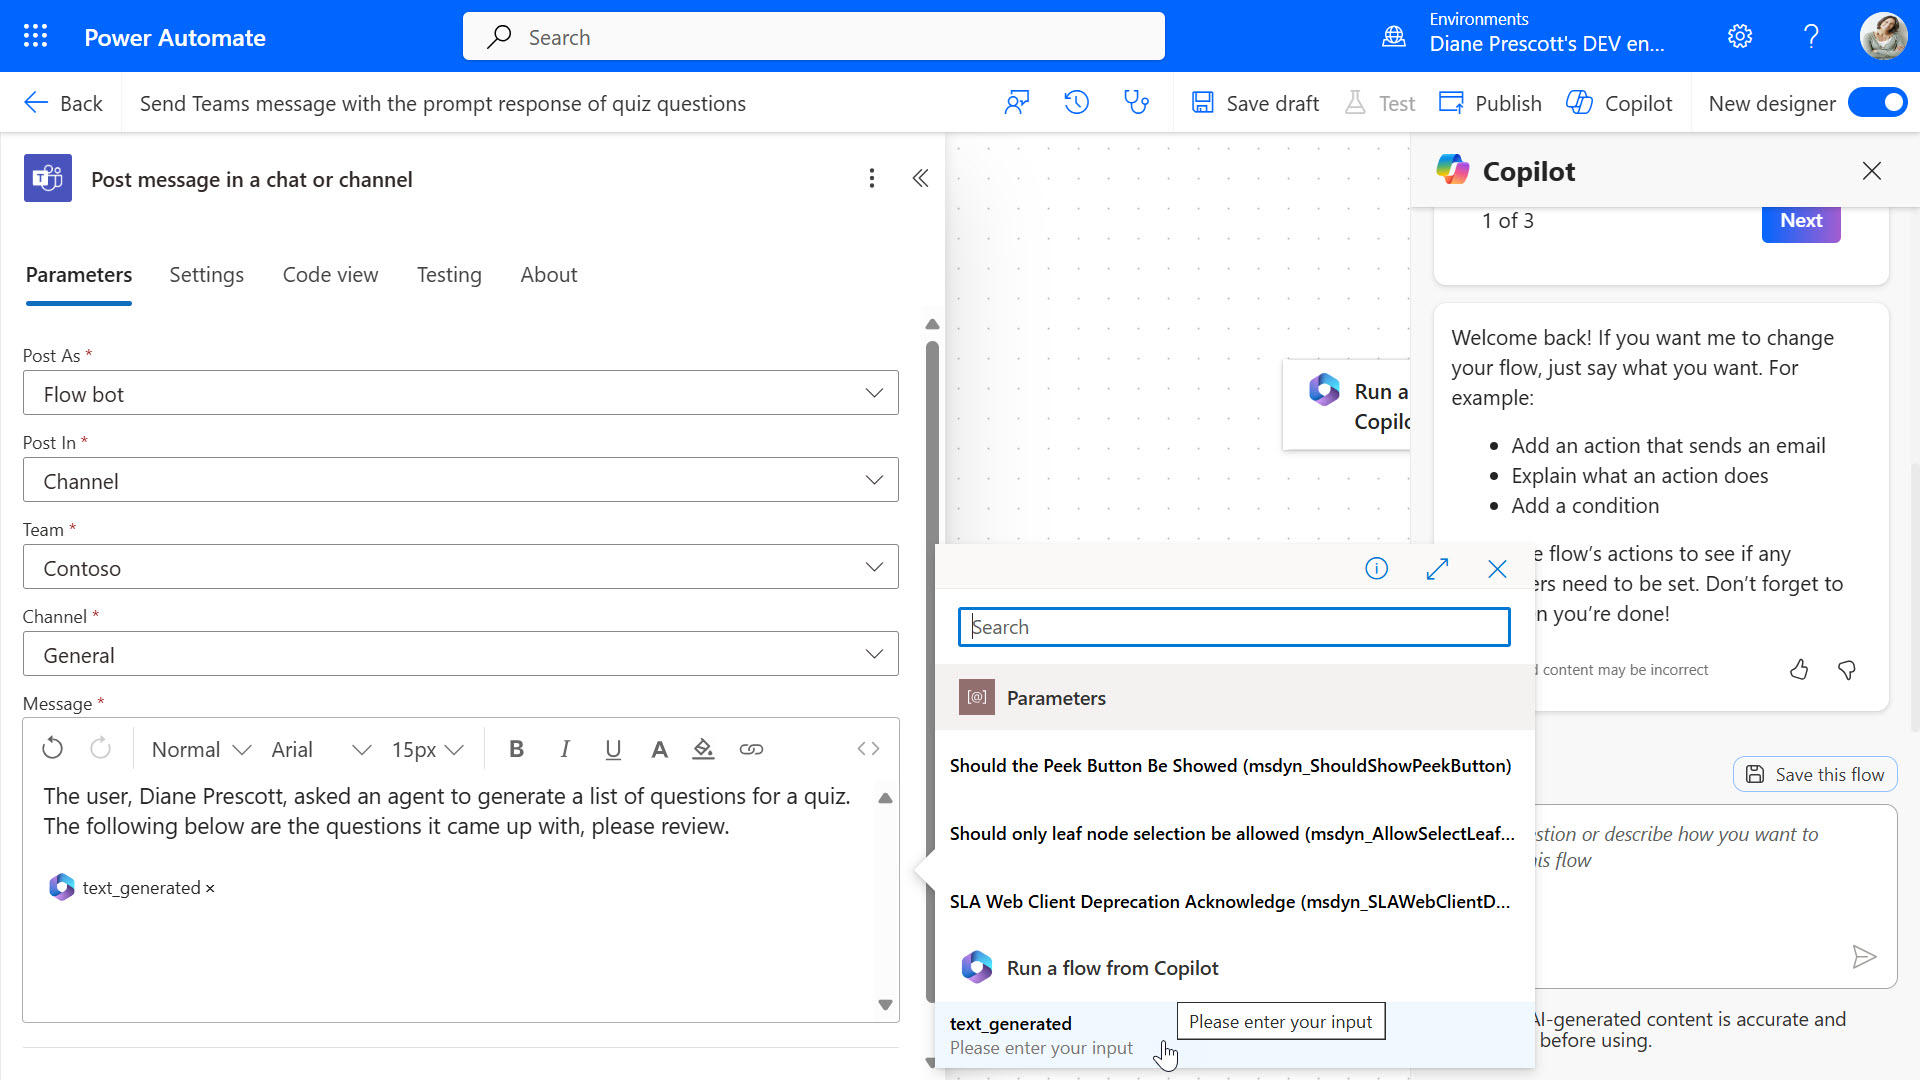 Power Automate
Search
Environments
Diane Prescott's DEV en...
Back
Send Teams message with the prompt response of quiz questions
Save draft
Test
Publish
Copilot
New designer
Post message in a chat or channel
Parameters
Settings
Code view
Testing
About
Post As *
Flow bot
Post In *
Channel
Team *
Contoso
Channel *
General
Message *
Normal
Arial
15px
B
I
U
A
The user, Diane Prescott, asked an agent to generate a list of questions for a quiz.
The following below are the questions it came up with, please review.
text_generated ×
Run a
Copilo
Search
[@] Parameters
Should the Peek Button Be Showed (msdyn_ShouldShowPeekButton)
Should only leaf node selection be allowed (msdyn_AllowSelectLeaf...
SLA Web Client Deprecation Acknowledge (msdyn_SLAWebClientD...
Run a flow from Copilot
text_generated
Please enter your input
Please enter your input
Copilot
1 of 3
Next
Welcome back! If you want me to change
your flow, just say what you want. For
example:
• Add an action that sends an email
• Explain what an action does
• Add a condition
e flow's actions to see if any
ers need to be set. Don't forget to
n you're done!
content may be incorrect
Save this flow
stion or describe how you want to
is flow
AI-generated content is accurate and
before using.